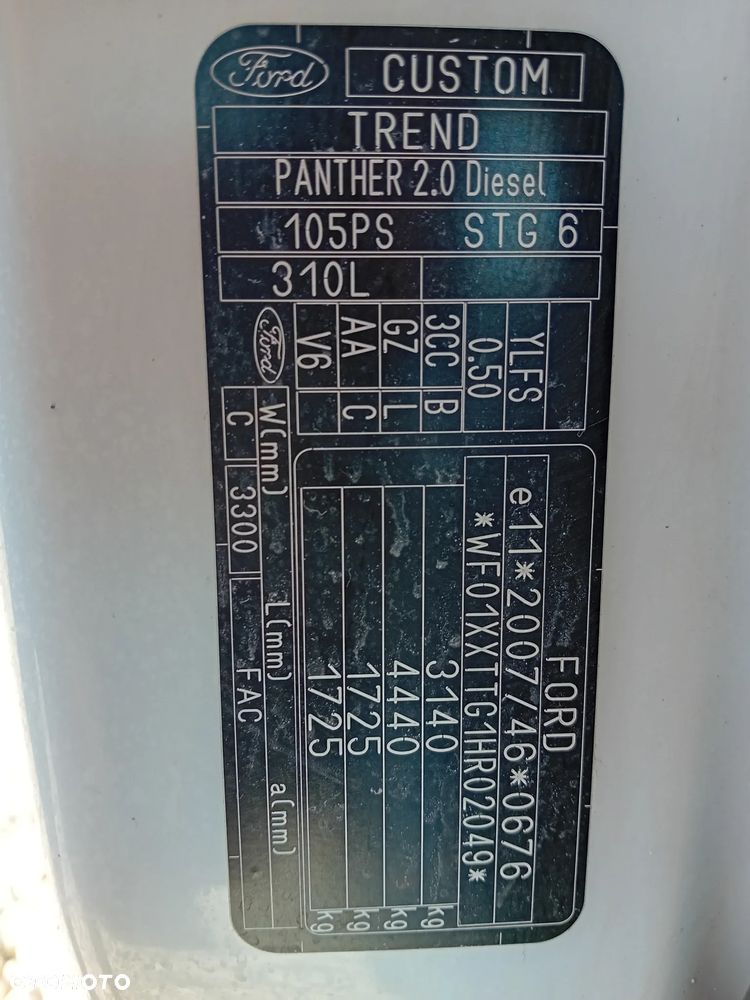 Ford
CUSTOM
TREND
PANTHER 2.0 Diesel
105PS STG 6
310L
YLFS
0.50
3CC B
GZ L
AA C
V6
Ford
FORD
e11*2007/46*0676
*WF01XXTTG1HR02049*
3140 kg
4440 kg
1725 kg
1725 kg
W(mm) L(mm) a(mm)
C 3300 FAC
OTOMOTO